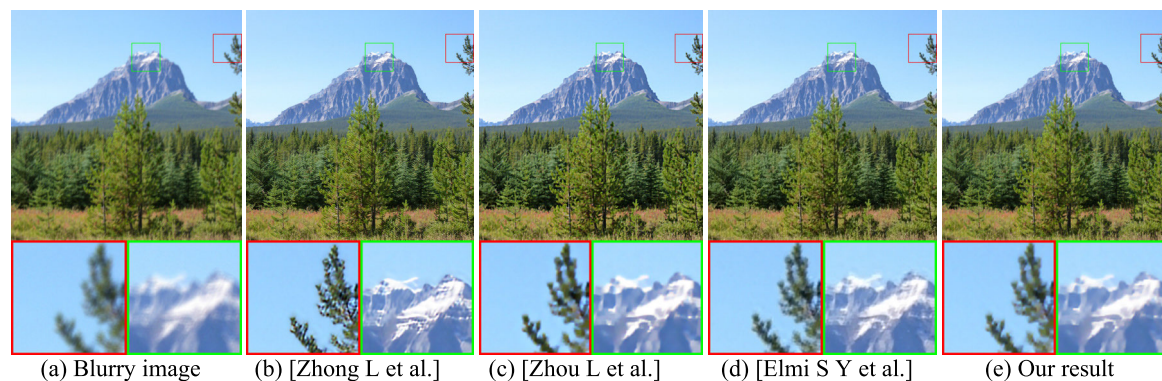 (a) Blurry image (b) [Zhong L et al.] (c) [Zhou L et al.] (d) [Elmi S Y et al.] (e) Our result